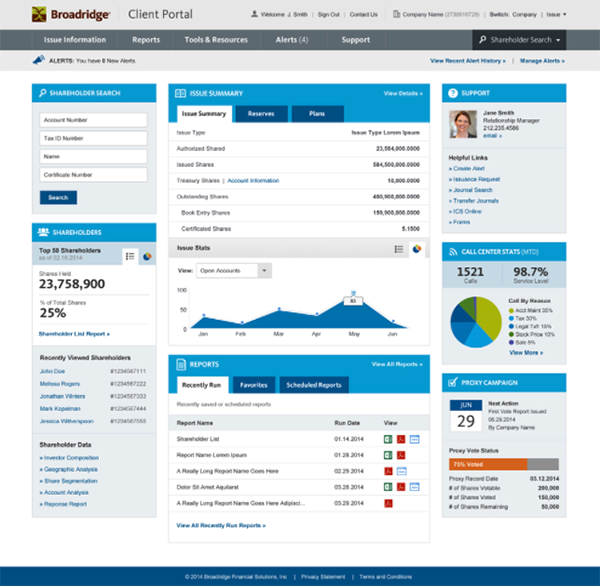 Broadridge® Client Portal
Welcome J. Smith | Sign Out | Contact Us
Company Name | Switch: Company | Issue
Issue Information Reports Tools & Resources Alerts (4) Support Shareholder Search
ALERTS: You have 8 New Alerts. View Recent Alert History » | Manage Alerts »
SHAREHOLDER SEARCH
Account Number
Tax ID Number
Name
Certificate Number
Search
SHAREHOLDERS
Top 50 Shareholders
as of 02.15.2014
Shares Held
23,758,900
% of Total Shares
25%
Shareholder List Report »
Recently Viewed Shareholders
John Doe #1234567111
Melissa Rogers #1234567222
Jonathan Winters #1234567333
Mark Kapelman #1234567444
Jessica Witherspoon #1234567555
Shareholder Data
» Investor Composition
» Geographic Analysis
» Share Segmentation
» Account Analysis
» Reponse Report
ISSUE SUMMARY View Details »
Issue Summary Reserves Plans
Issue Type Issue Type Lorem Ipsum
Authorized Shared 23,584,000.0000
Issued Shares 584,500,000.0000
Treasury Shares | Account Information 10,000.0000
Outstanding Shares 450,900,000.0000
Book Entry Shares 159,900,000.0000
Certificated Shares 5.1500
Issue Stats
View: Open Accounts
100
50
0
83
Jan Feb Mar Apr May Jun
REPORTS View All Reports »
Recently Run Favorites Scheduled Reports
Recently saved or scheduled reports
Report Name Run Date View
Shareholder List 01.14.2014
Report Name Lorem Ipsum 01.28.2014
A Really Long Report Name Goes Here 02.29.2014
Dolor Sit Amet Aquilarat 03.28.2014
A Really Long Report Name Goes Here Adipisci... 03.29.2014
View All Recently Run Reports »
SUPPORT
Jane Smith
Relationship Manager
212.235.4586
email »
Helpful Links
» Create Alert
» Issuance Request
» Journal Search
» Transfer Journals
» ICS Online
» Forms
CALL CENTER STATS (MTD)
1521 98.7%
Calls Service Level
Call By Reason
Acct Maint 35%
Tax 30%
Legal Txfr 15%
Stock Price 10%
Sale 5%
View More »
PROXY CAMPAIGN
JUN
29
Next Action
First Vote Report Issued
06.29.2014
By Company Name
Proxy Vote Status
75% Voted
Proxy Record Date 03.12.2014
# of Shares Votable 200,000
# of Shares Voted 150,000
# of Shares Remaining 50,000
© 2014 Broadridge Financial Solutions, Inc | Privacy Statement | Terms and Conditions